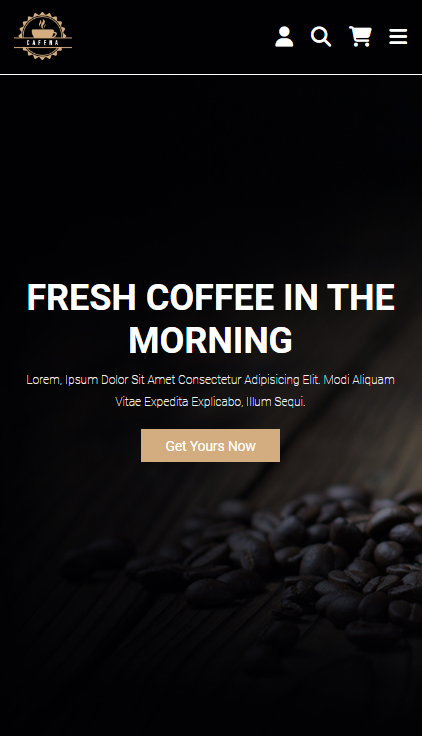 CAFENA
FRESH COFFEE IN THE
MORNING
Lorem, Ipsum Dolor Sit Amet Consectetur Adipisicing Elit. Modi Aliquam
Vitae Expedita Explicabo, Illum Sequi.
Get Yours Now